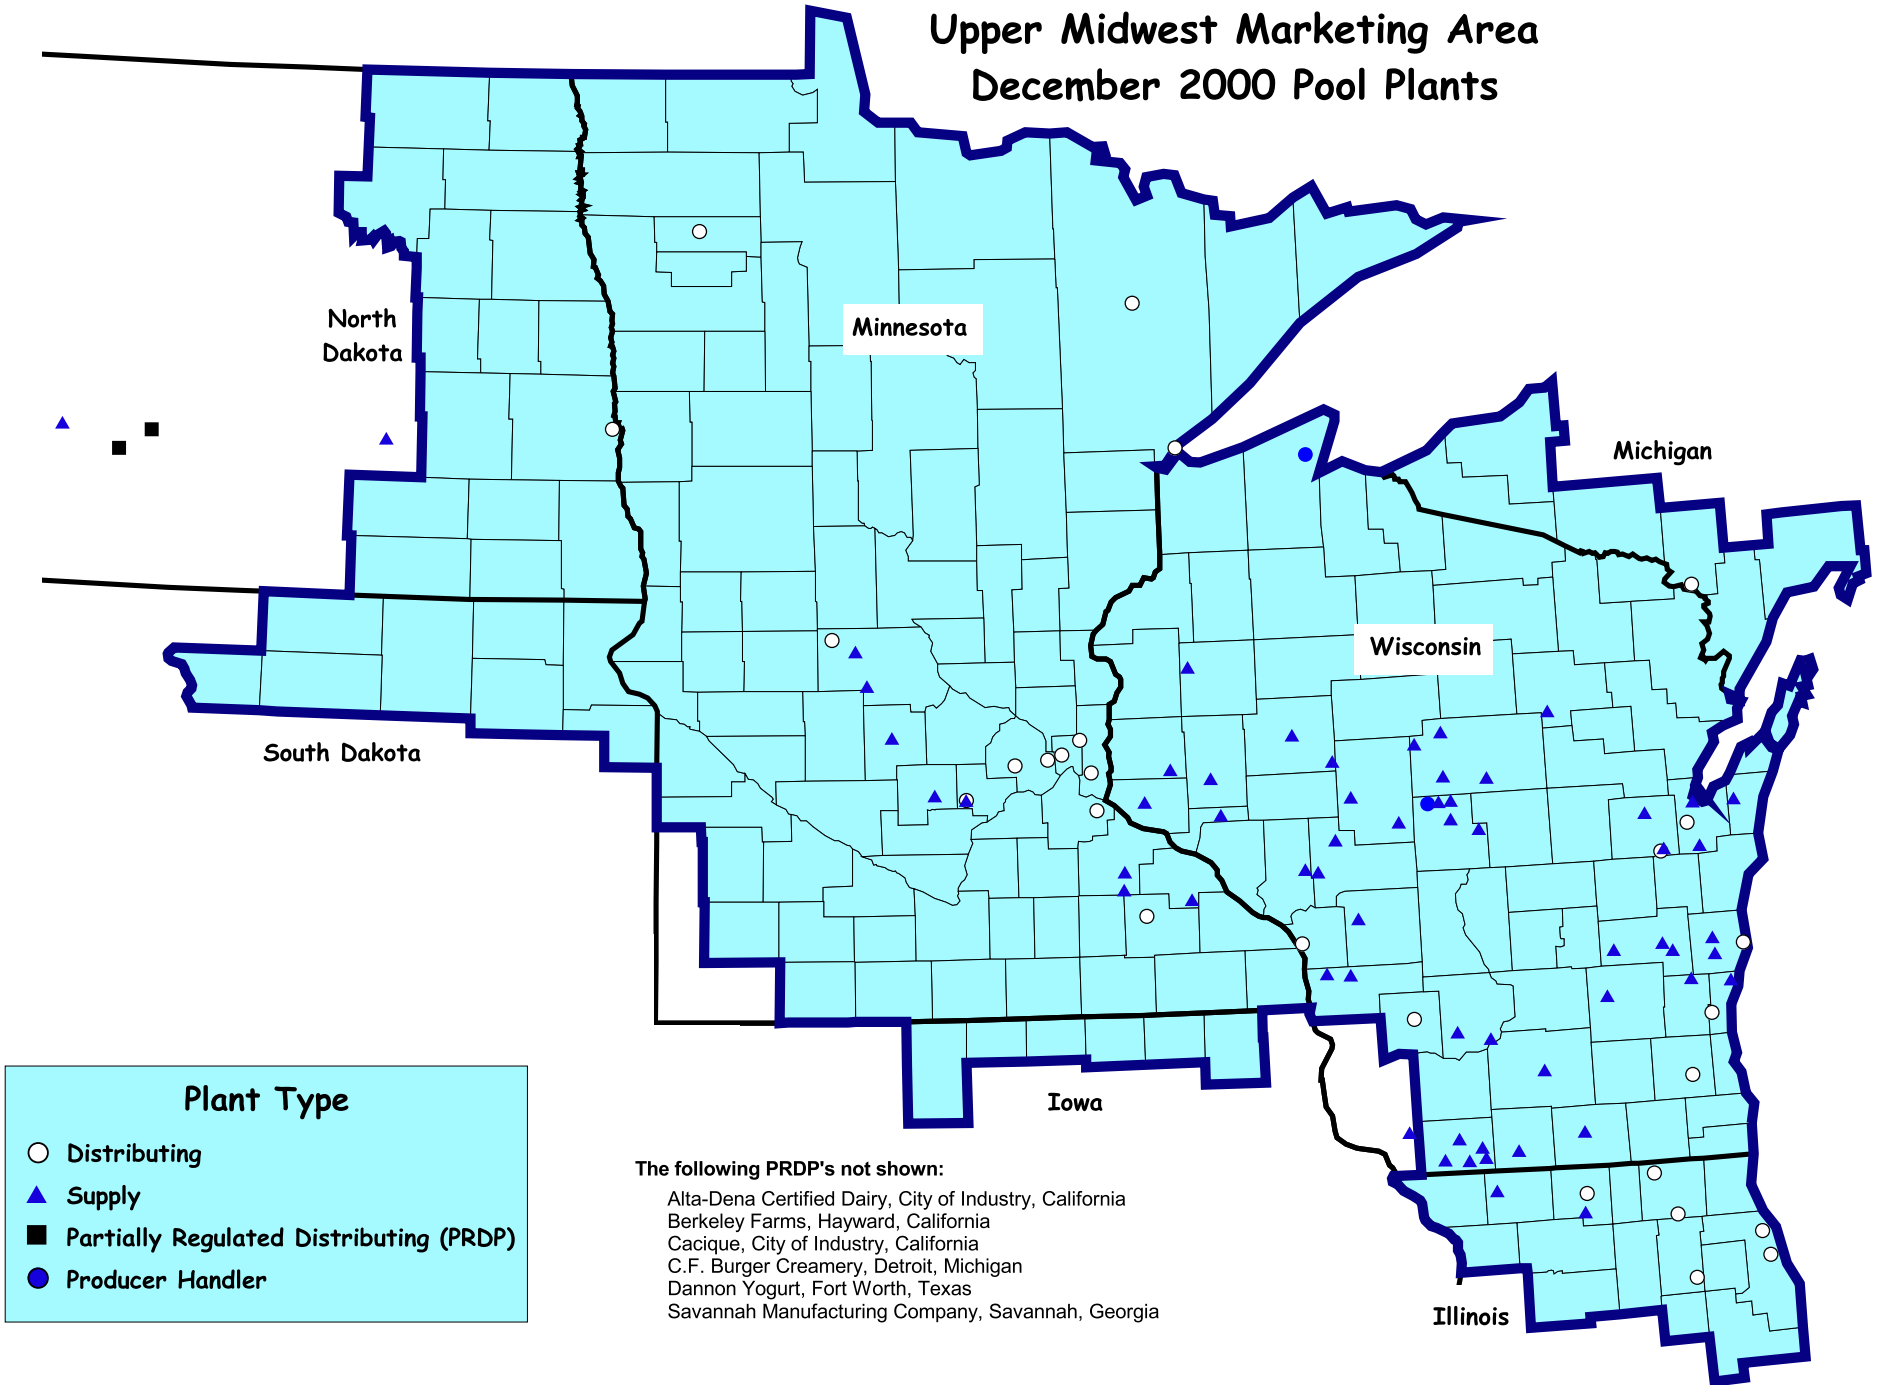 Upper Midwest Marketing Area
December 2000 Pool Plants
North
Dakota
Minnesota
Michigan
Wisconsin
South Dakota
Iowa
Illinois
Plant Type
Distributing
Supply
Partially Regulated Distributing (PRDP)
Producer Handler
The following PRDP's not shown:
Alta-Dena Certified Dairy, City of Industry, California
Berkeley Farms, Hayward, California
Cacique, City of Industry, California
C.F. Burger Creamery, Detroit, Michigan
Dannon Yogurt, Fort Worth, Texas
Savannah Manufacturing Company, Savannah, Georgia